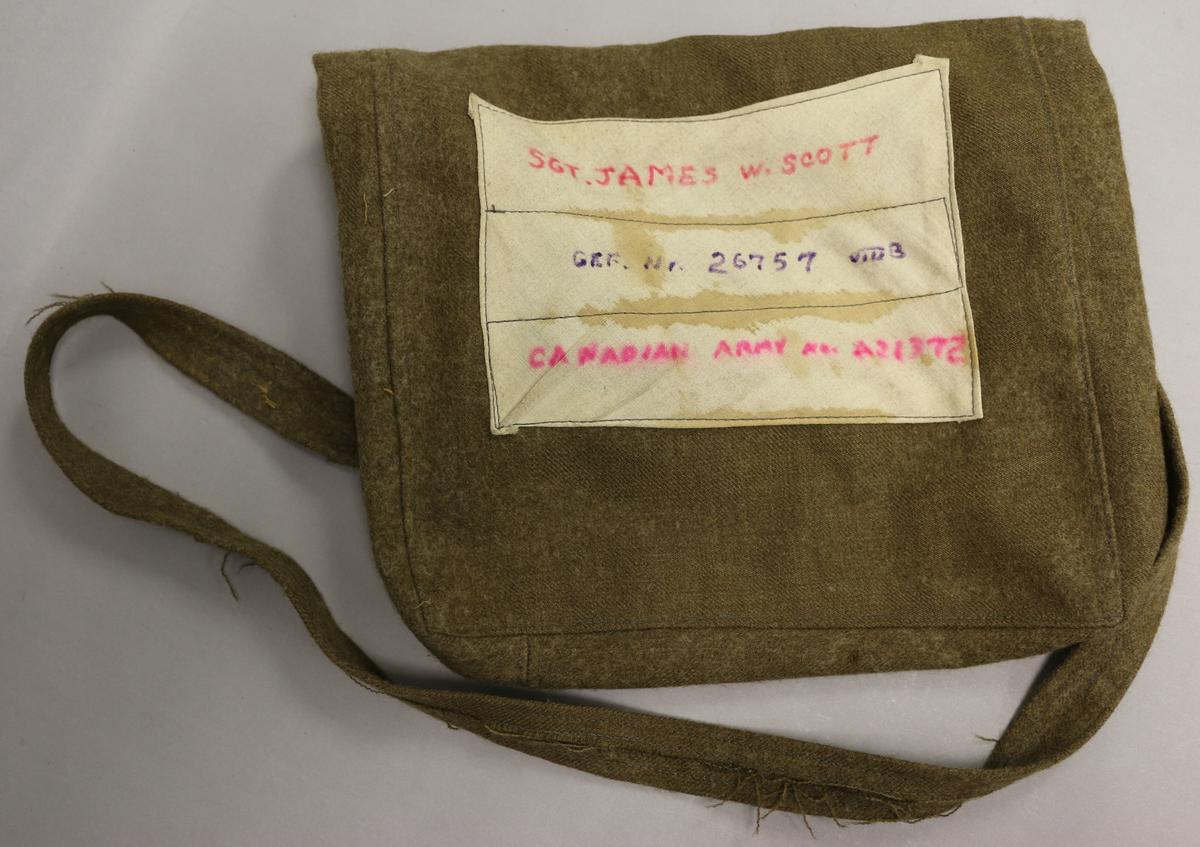 SGT. JAMES W. SCOTT
GEF. Nr. 26757 VIIIB
CANADIAN ARMY No. A21372